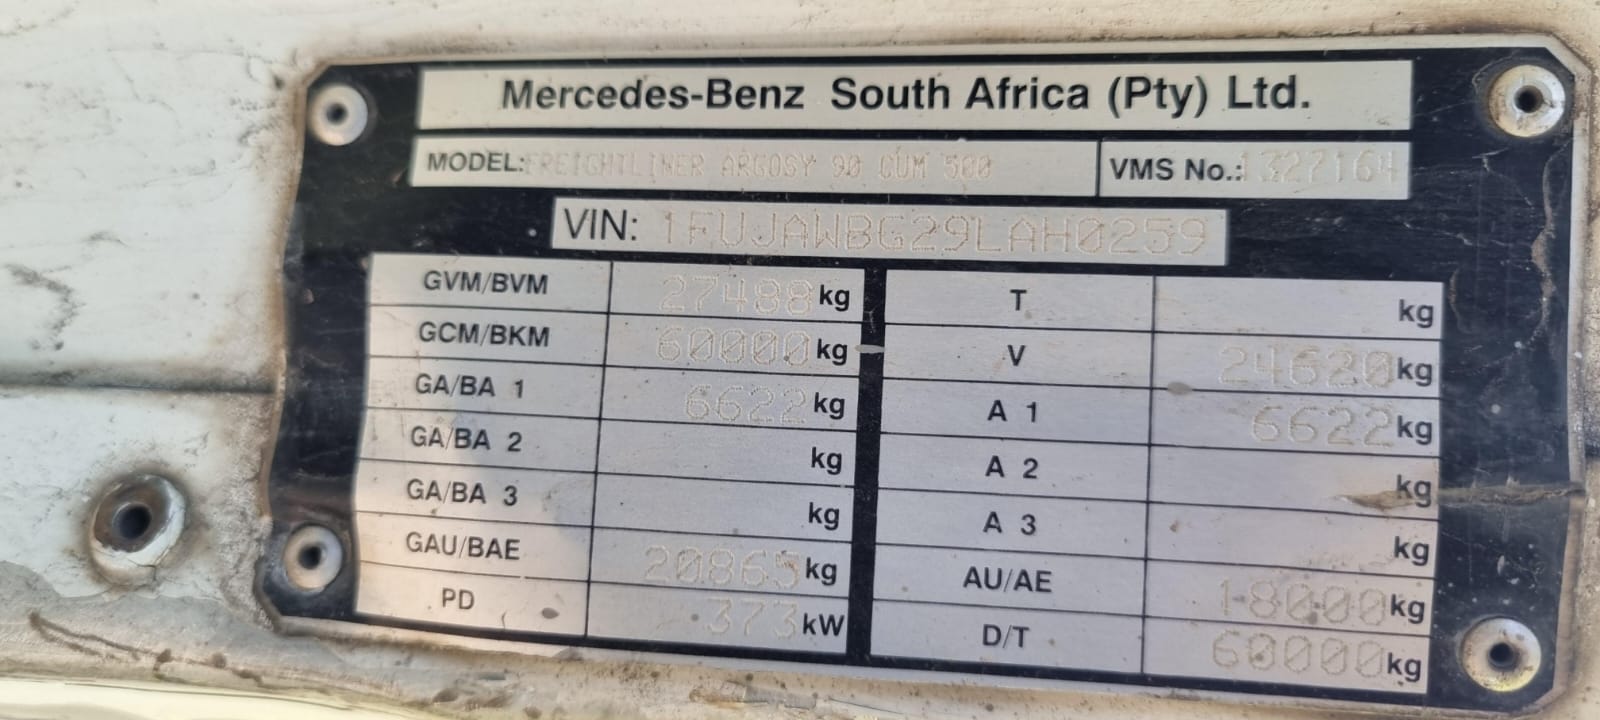 Mercedes-Benz South Africa (Pty) Ltd.
MODEL: FREIGHTLINER ARGOSY 90 CUM 500 VMS No.: 1327164
VIN: 1FUJAWBG29LAH0259
GVM/BVM 27488 kg T kg
GCM/BKM 60000 kg V 24620 kg
GA/BA 1 6622 kg A 1 6622 kg
GA/BA 2 kg A 2 kg
GA/BA 3 kg A 3 kg
GAU/BAE 20865 kg AU/AE 18000 kg
PD 373 kW D/T 60000 kg